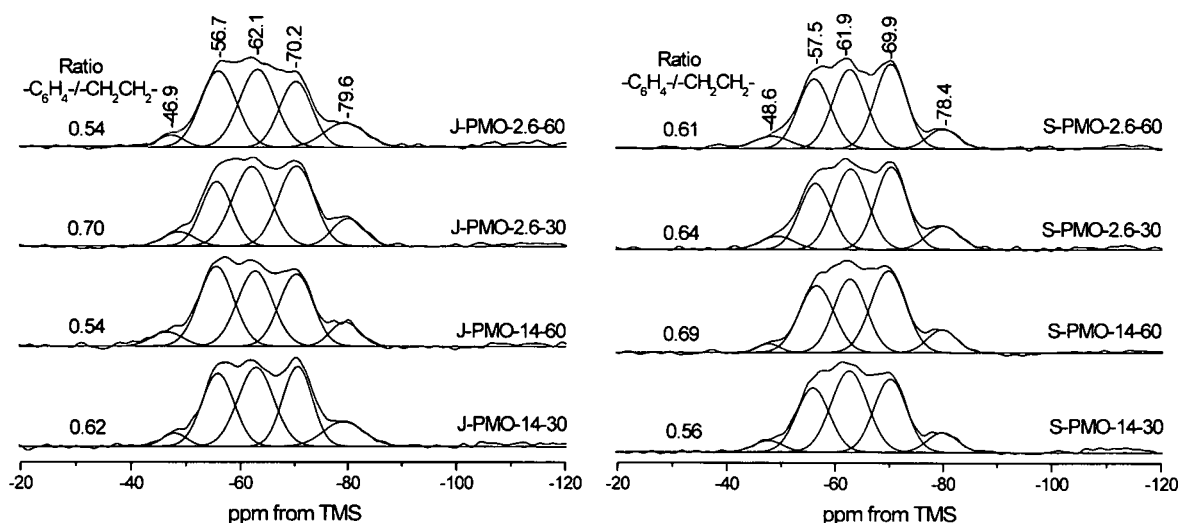 Ratio
-C6H4-/-CH2CH2-
-46.9
-56.7
-62.1
-70.2
-79.6
0.54
J-PMO-2.6-60
0.70
J-PMO-2.6-30
0.54
J-PMO-14-60
0.62
J-PMO-14-30
-20
-40
-60
-80
-100
-120
ppm from TMS
Ratio
-C6H4-/-CH2CH2-
-48.6
-57.5
-61.9
-69.9
-78.4
0.61
S-PMO-2.6-60
0.64
S-PMO-2.6-30
0.69
S-PMO-14-60
0.56
S-PMO-14-30
-20
-40
-60
-80
-100
-120
ppm from TMS